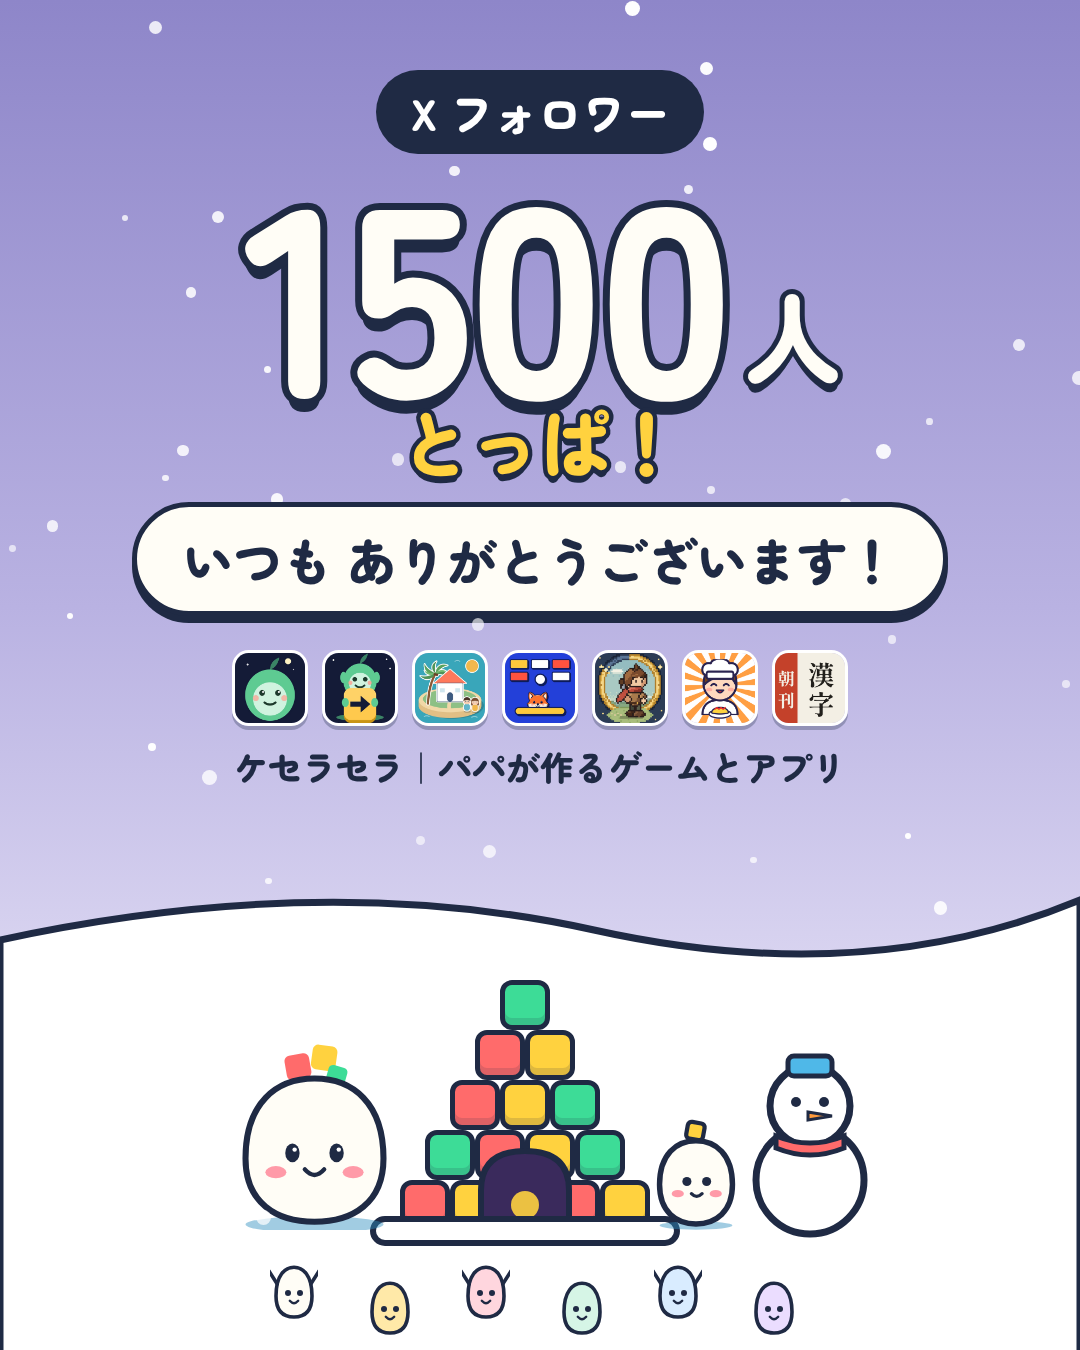 X フォロワー
1500人
とっぱ！
いつも ありがとうございます！
朝刊 漢字
ケセラセラ｜パパが作るゲームとアプリ